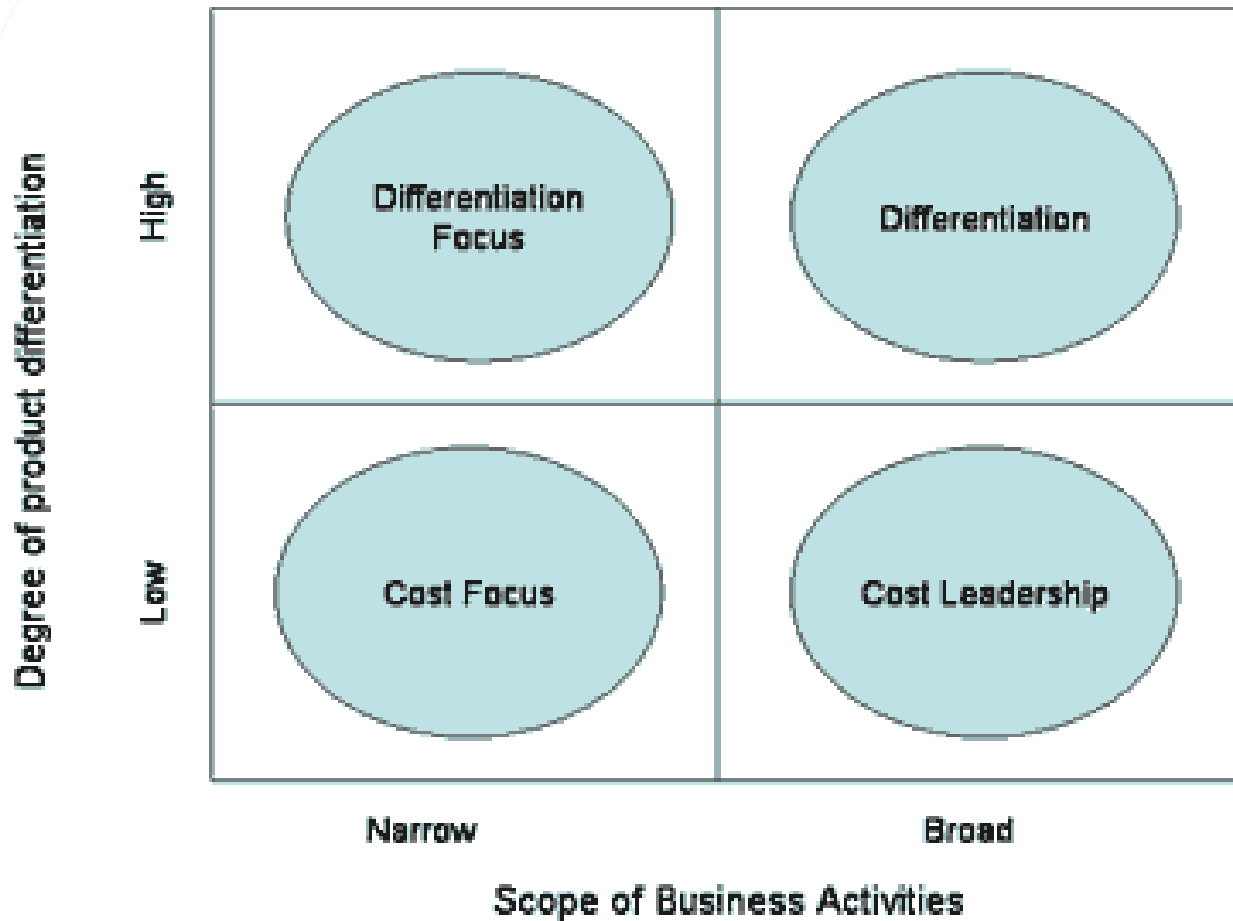 Degree of product differentiation
High
Differentiation
Focus
Differentiation
Low
Cost Focus
Cost Leadership
Narrow
Broad
Scope of Business Activities